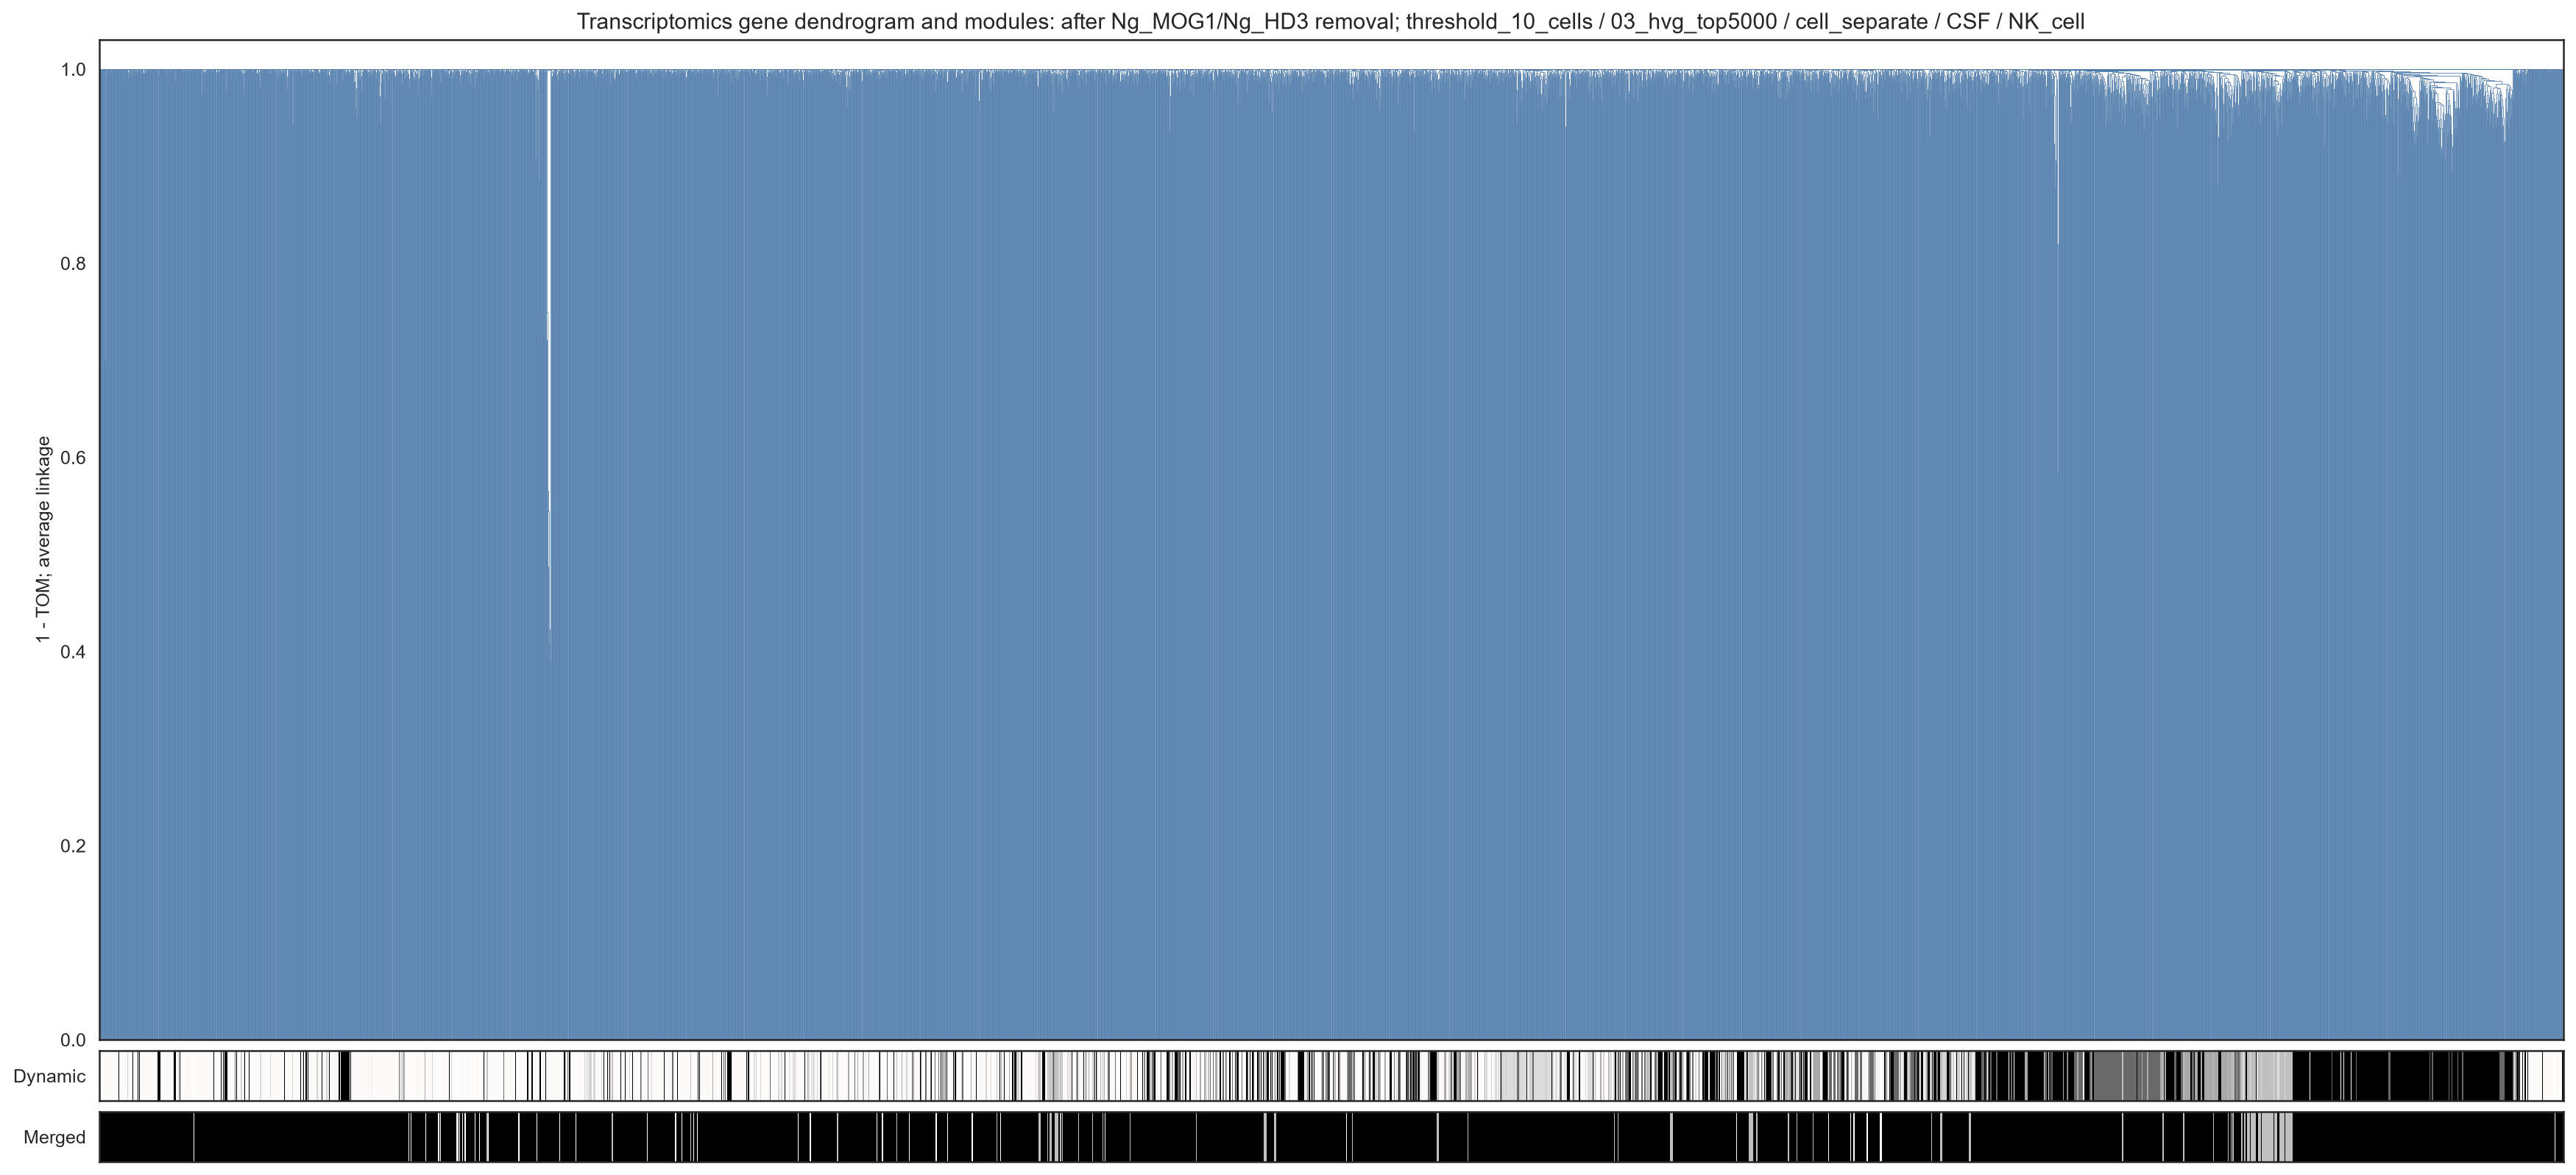 Transcriptomics gene dendrogram and modules: after Ng_MOG1/Ng_HD3 removal; threshold_10_cells / 03_hvg_top5000 / cell_separate / CSF / NK_cell
1.0
0.8
0.6
0.4
0.2
0.0
1 - TOM; average linkage
Dynamic
Merged